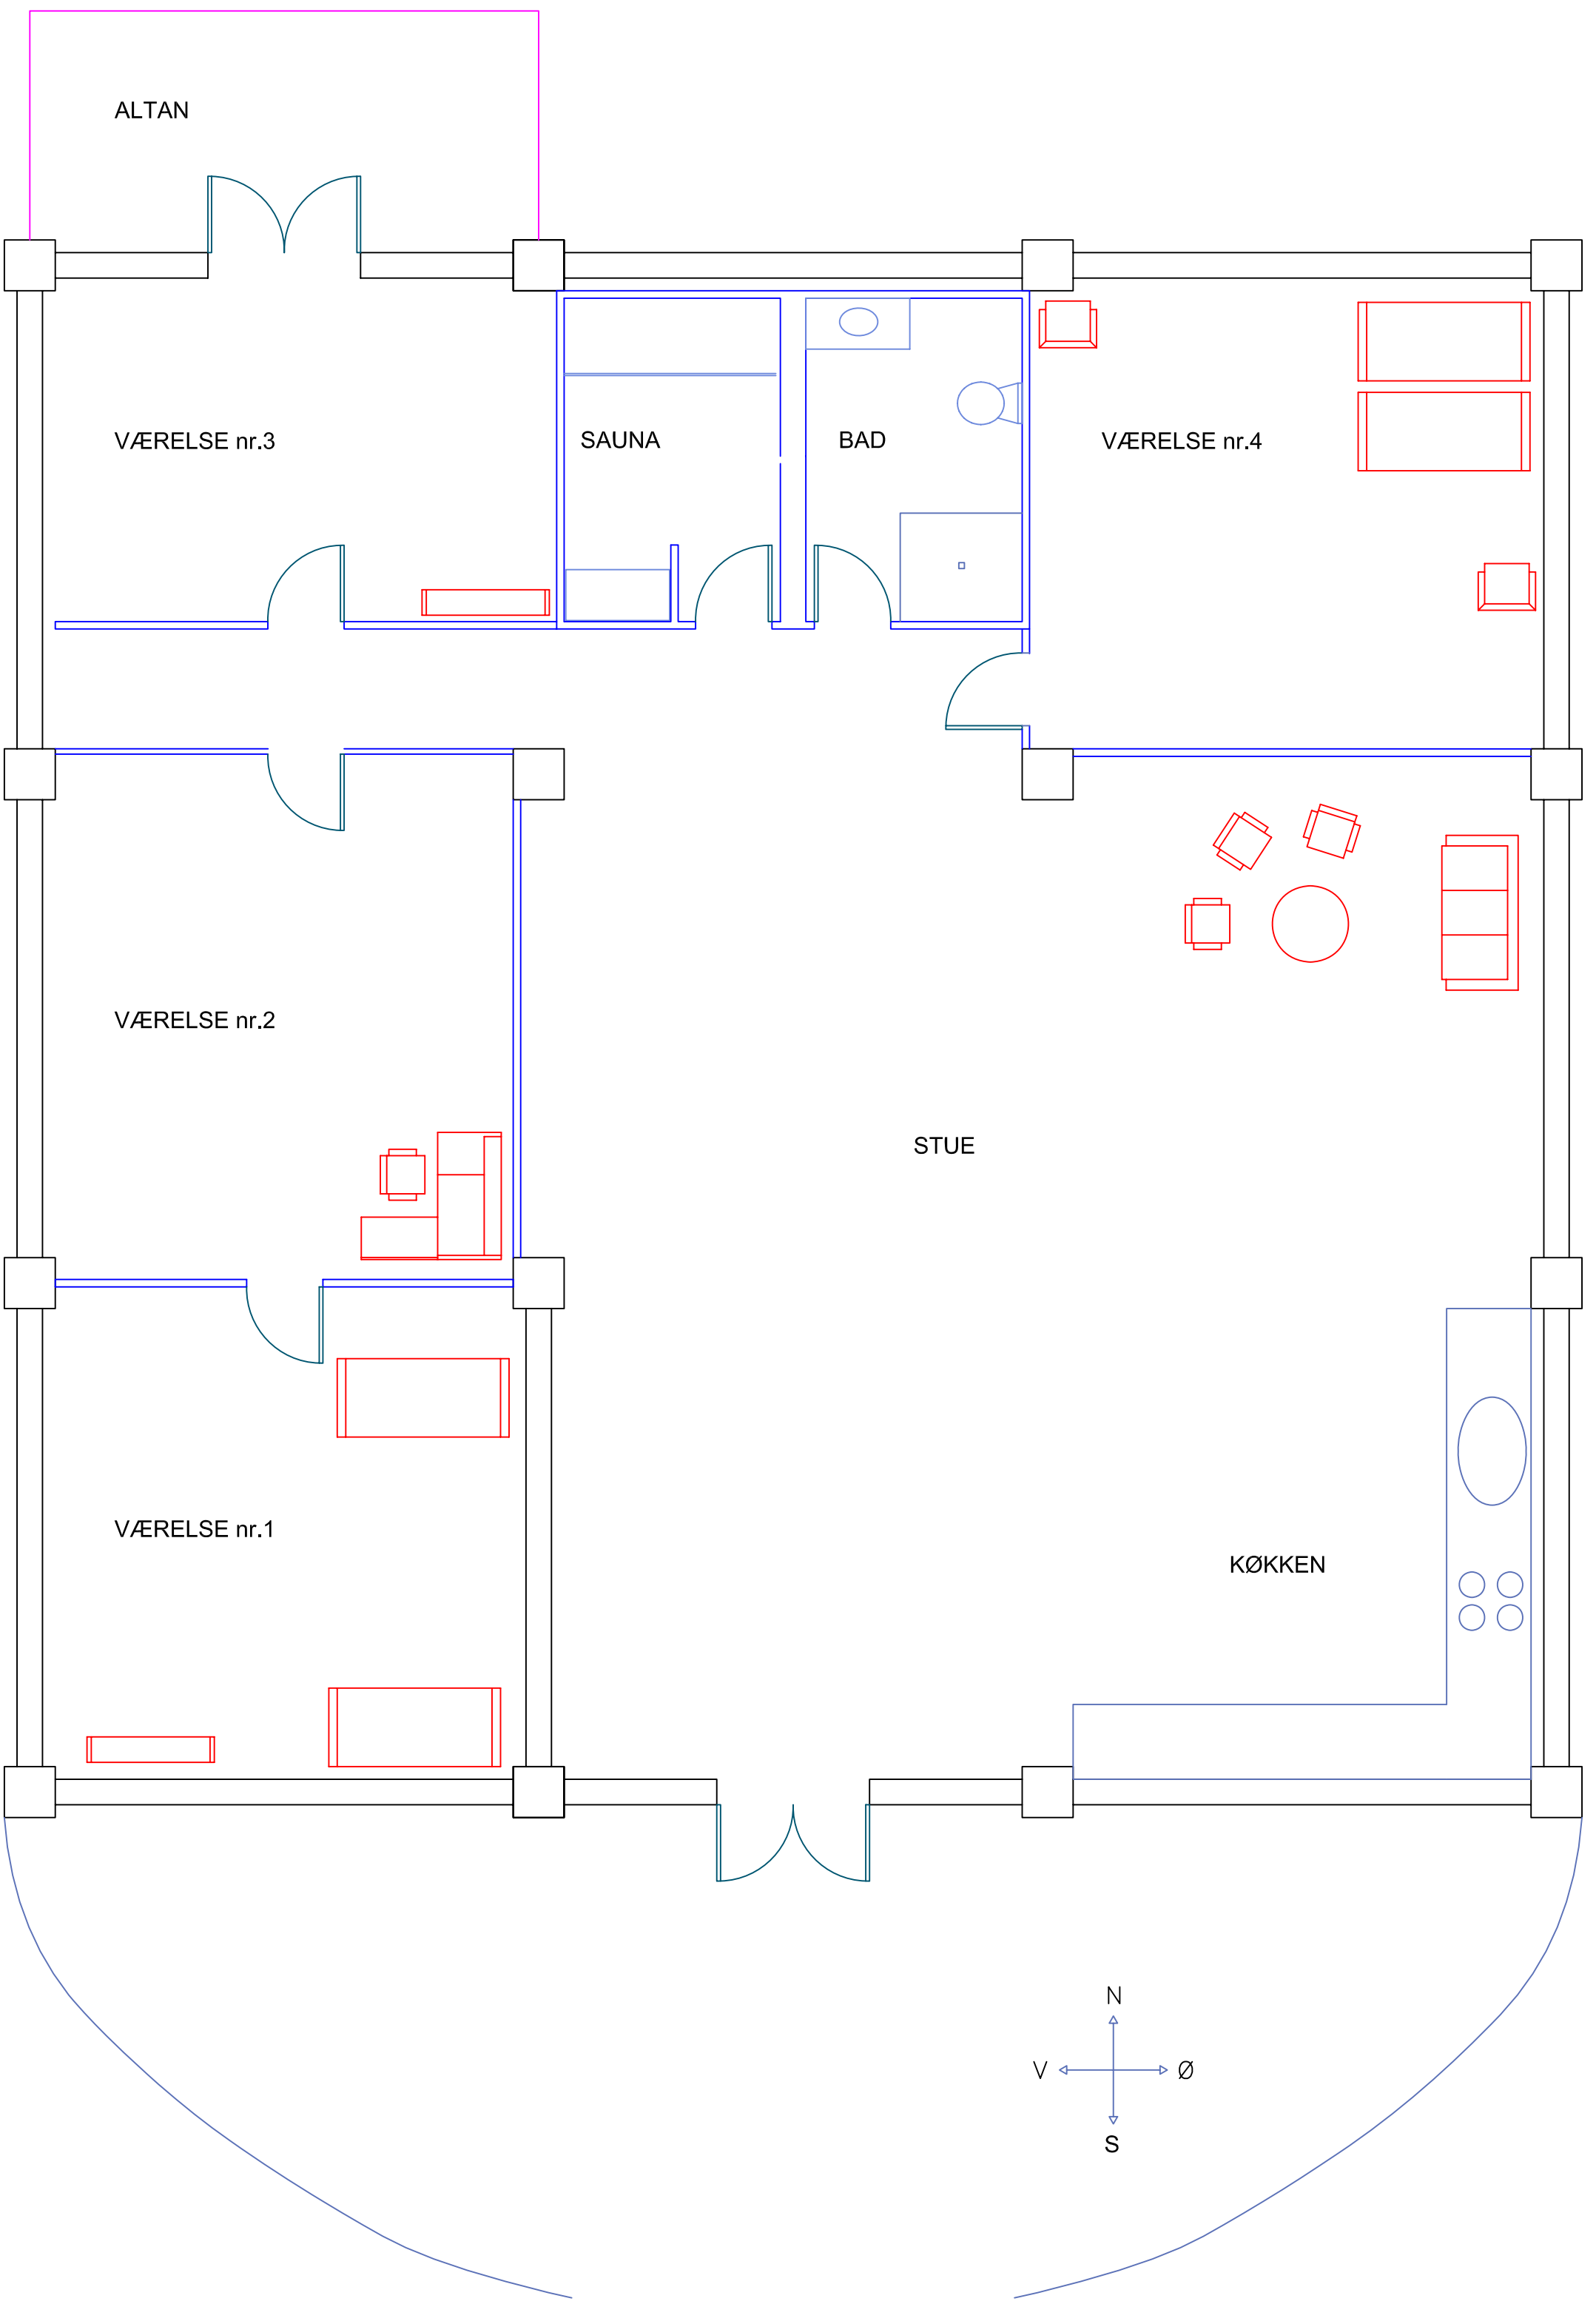 ALTAN
VÆRELSE nr.3
SAUNA
BAD
VÆRELSE nr.4
VÆRELSE nr.2
STUE
VÆRELSE nr.1
KØKKEN
N
V
Ø
S